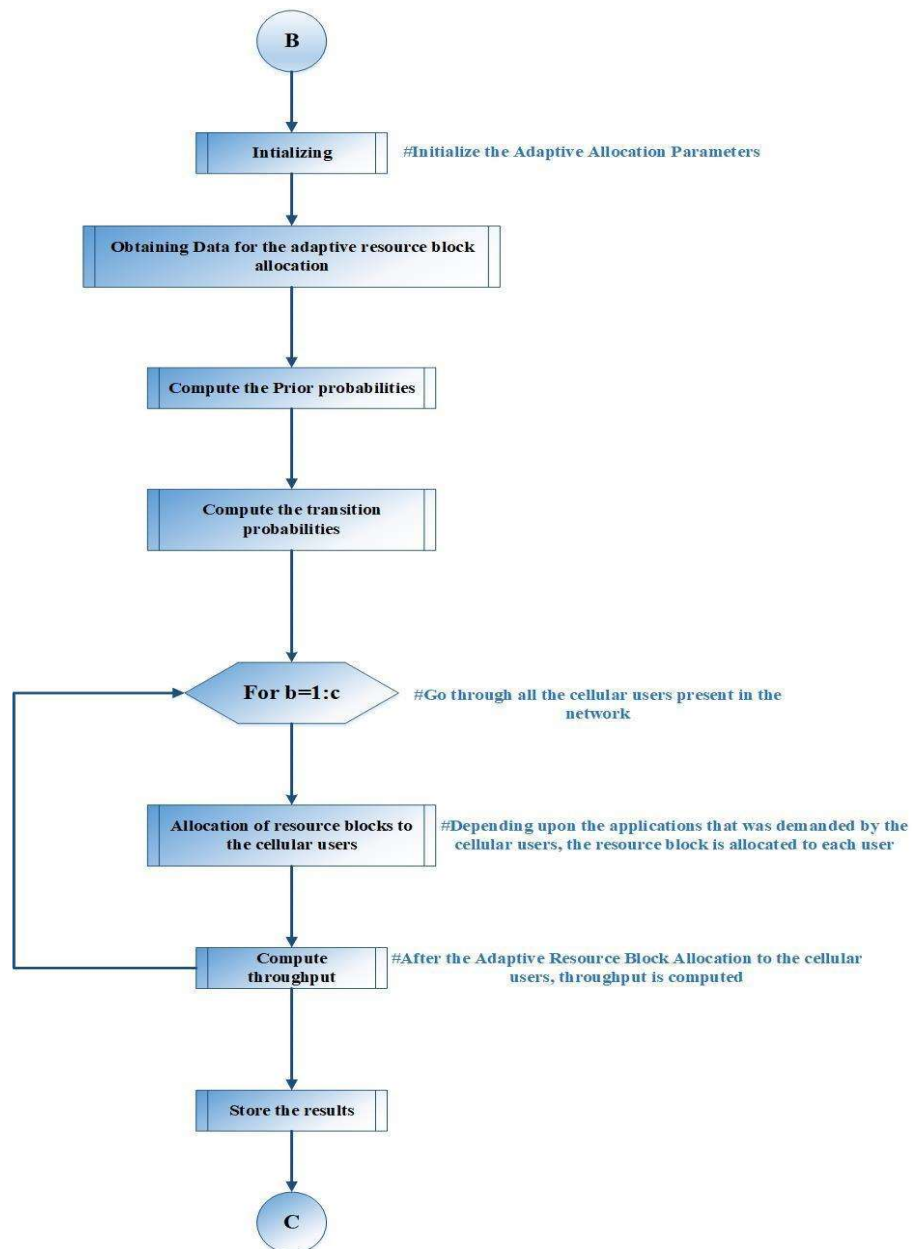 B
Intializing
#Initialize the Adaptive Allocation Parameters
Obtaining Data for the adaptive resource block
allocation
Compute the Prior probabilities
Compute the transition
probabilities
For b=1:c
#Go through all the cellular users present in the
network
Allocation of resource blocks to
the cellular users
#Depending upon the applications that was demanded by the
cellular users, the resource block is allocated to each user
Compute
throughput
#After the Adaptive Resource Block Allocation to the cellular
users, throughput is computed
Store the results
C